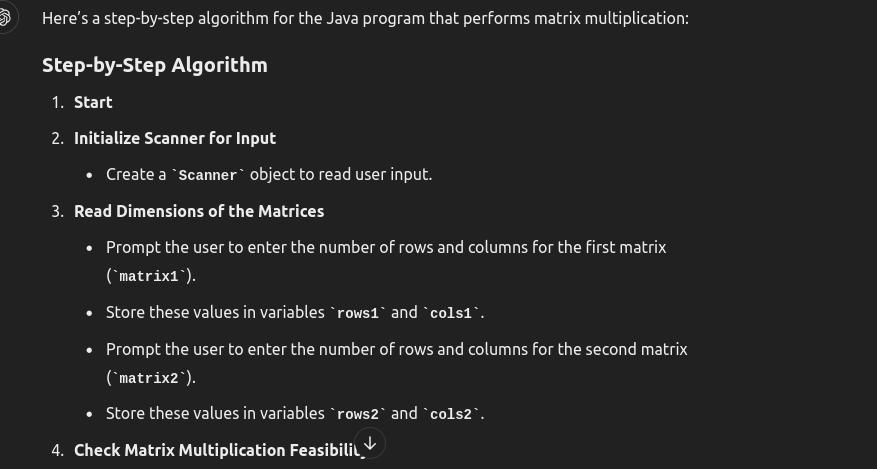 Here's a step-by-step algorithm for the Java program that performs matrix multiplication:
Step-by-Step Algorithm
1. Start
2. Initialize Scanner for Input
• Create a `Scanner` object to read user input.
3. Read Dimensions of the Matrices
• Prompt the user to enter the number of rows and columns for the first matrix
(`matrix1`).
• Store these values in variables `rows1` and `cols1`.
• Prompt the user to enter the number of rows and columns for the second matrix
(`matrix2`).
• Store these values in variables `rows2` and `cols2`.
4. Check Matrix Multiplication Feasibility